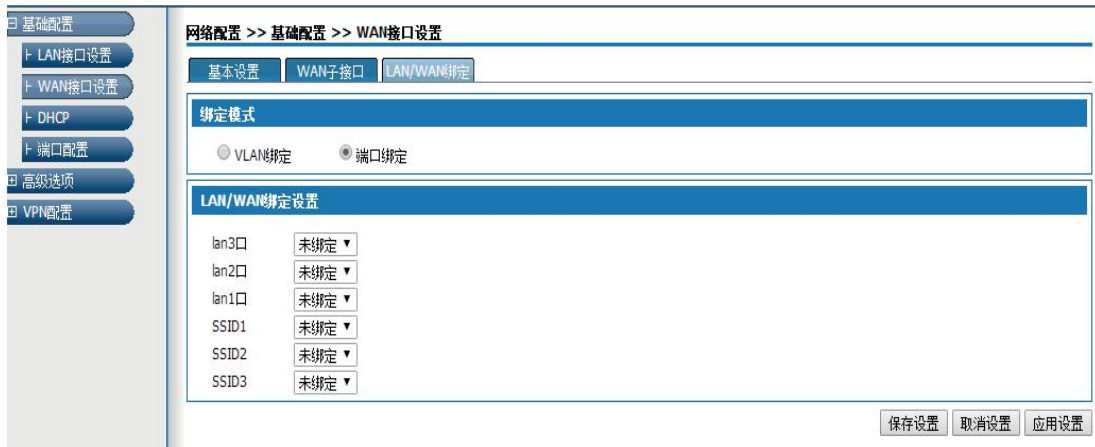 基础配置
LAN接口设置
WAN接口设置
DHCP
端口配置
高级选项
VPN配置
网络配置 >> 基础配置 >> WAN接口设置
基本设置 WAN子接口 LAN/WAN绑定
绑定模式
VLAN绑定 端口绑定
LAN/WAN绑定设置
lan3口 未绑定
lan2口 未绑定
lan1口 未绑定
SSID1 未绑定
SSID2 未绑定
SSID3 未绑定
保存设置 取消设置 应用设置